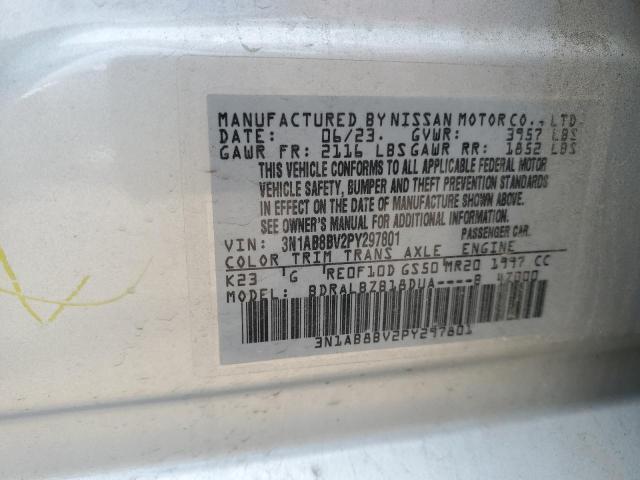 MANUFACTURED BY NISSAN MOTOR CO., LTD.
DATE: 06/23. GVWR: 3957 LBS
GAWR FR: 2116 LBS GAWR RR: 1852 LBS
THIS VEHICLE CONFORMS TO ALL APPLICABLE FEDERAL MOTOR
VEHICLE SAFETY, BUMPER AND THEFT PREVENTION STANDARDS
IN EFFECT ON THE DATE OF MANUFACTURE SHOWN ABOVE.
SEE OWNER'S MANUAL FOR ADDITIONAL INFORMATION.
VIN: 3N1AB8BV2PY297801 PASSENGER CAR.
COLOR TRIM TRANS AXLE ENGINE
K23 G RE0F10D GS50 MR20 1997 CC
MODEL: BDRALBZB18DUA----B 47000
3N1AB8BV2PY297801